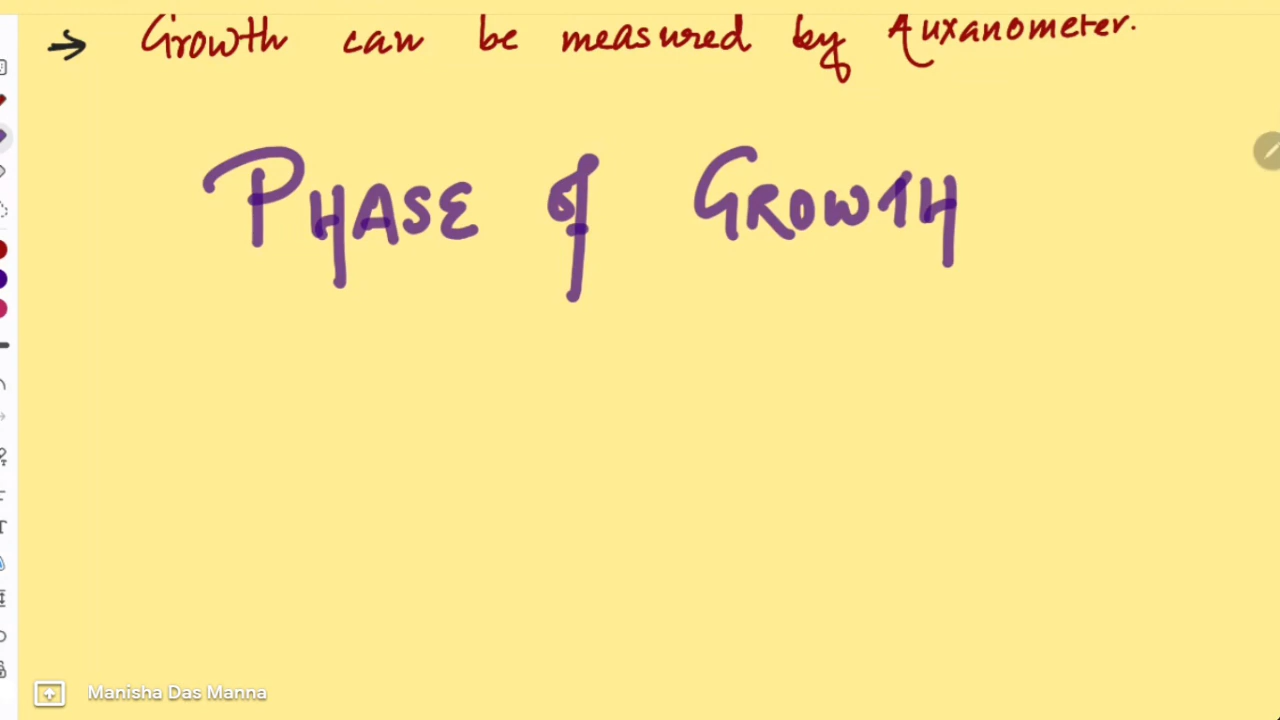 → Growth can be measured by Auxanometer.
PHASE of GROWTH
Manisha Das Manna